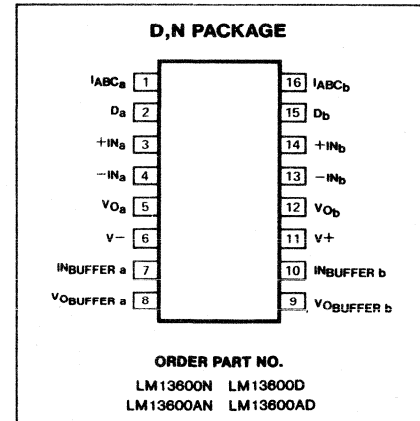 D,N PACKAGE
IABCa 1 16 IABCb
Da 2 15 Db
+INa 3 14 +INb
−INa 4 13 −INb
VOa 5 12 VOb
V− 6 11 V+
INBUFFER a 7 10 INBUFFER b
VOBUFFER a 8 9 VOBUFFER b
ORDER PART NO.
LM13600N LM13600D
LM13600AN LM13600AD